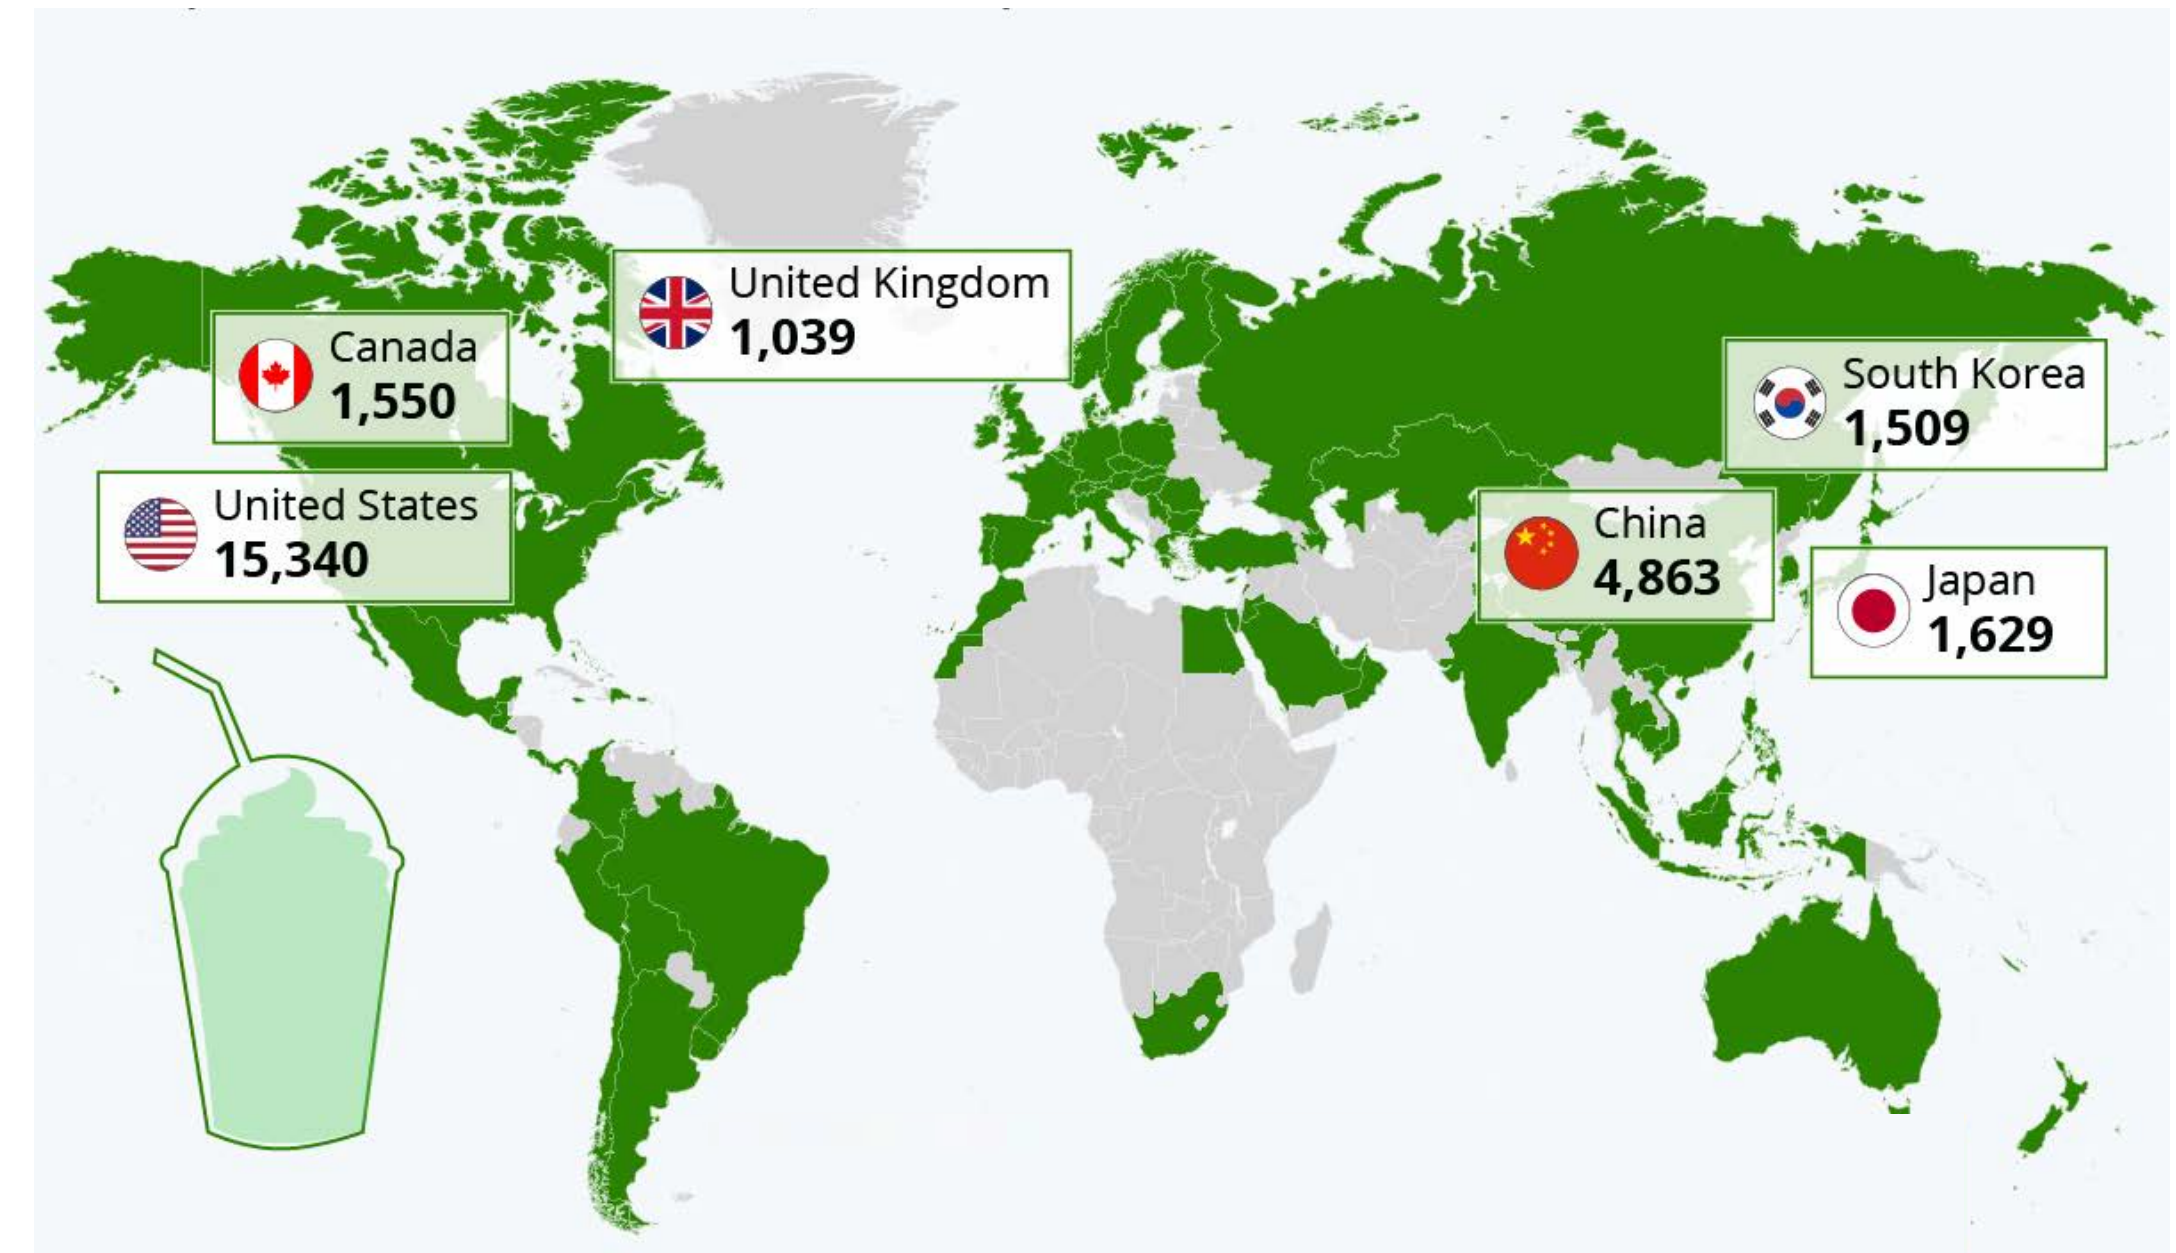 United Kingdom
1,039
Canada
1,550
South Korea
1,509
United States
15,340
China
4,863
Japan
1,629